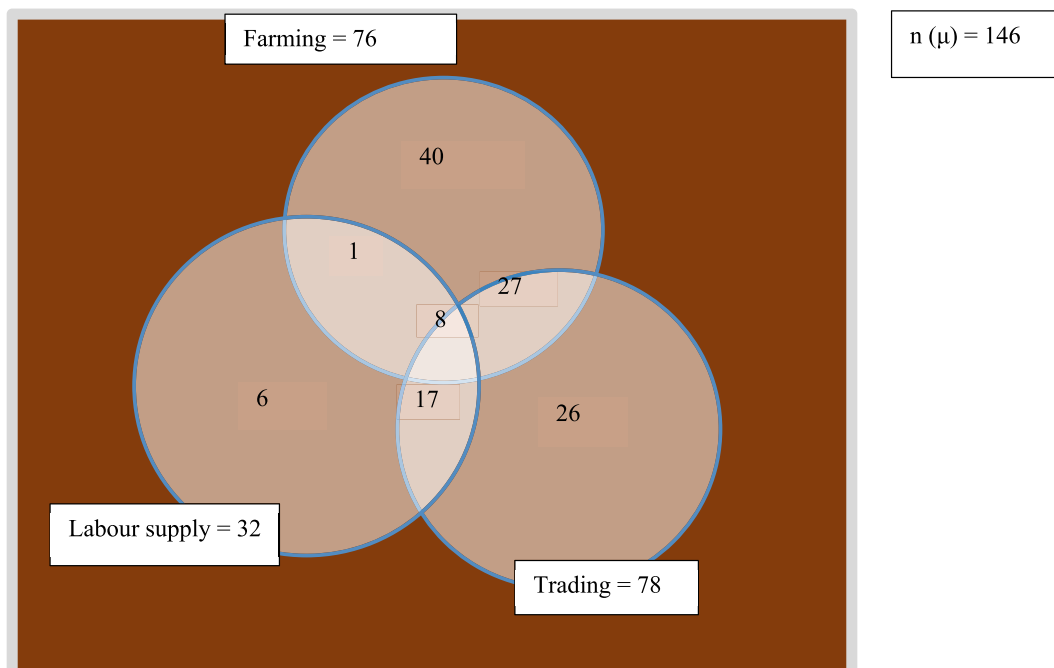 Farming = 76
n (μ) = 146
40
1
27
8
6
17
26
Labour supply = 32
Trading = 78